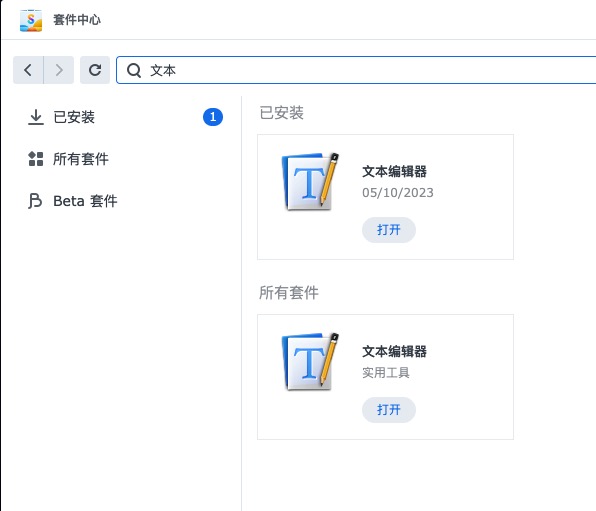 套件中心
文本
已安装
1
所有套件
Beta 套件
已安装
文本编辑器
05/10/2023
打开
所有套件
文本编辑器
实用工具
打开